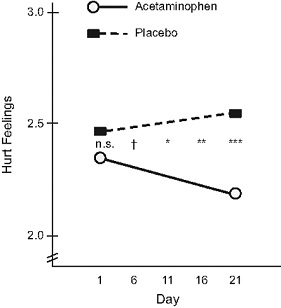 Acetaminophen
Placebo
3.0
2.5
2.0
Hurt Feelings
n.s. † * ** ***
1 6 11 16 21
Day